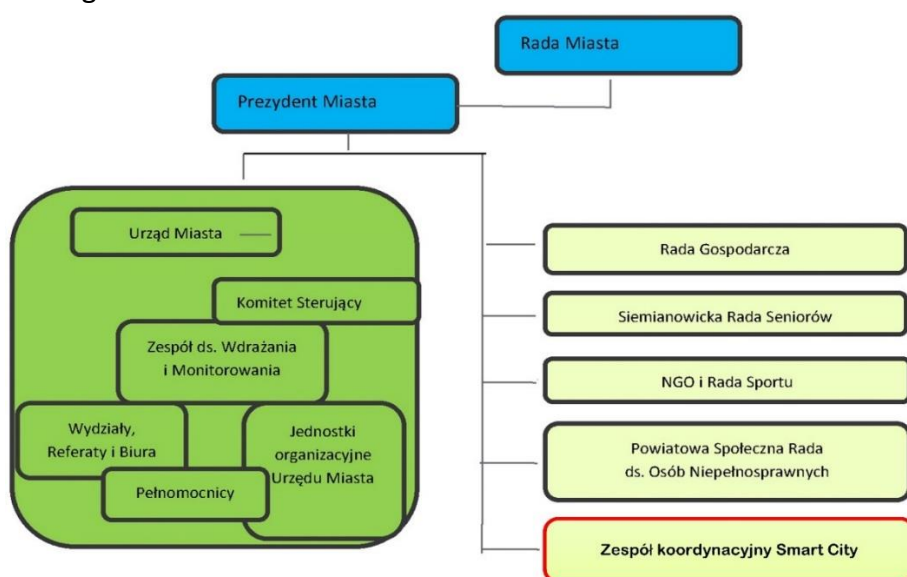 Rada Miasta
Prezydent Miasta
Urząd Miasta
Komitet Sterujący
Zespół ds. Wdrażania
i Monitorowania
Wydziały,
Referaty i Biura
Jednostki
organizacyjne
Urzędu Miasta
Pełnomocnicy
Rada Gospodarcza
Siemianowicka Rada Seniorów
NGO i Rada Sportu
Powiatowa Społeczna Rada
ds. Osób Niepełnosprawnych
Zespół koordynacyjny Smart City